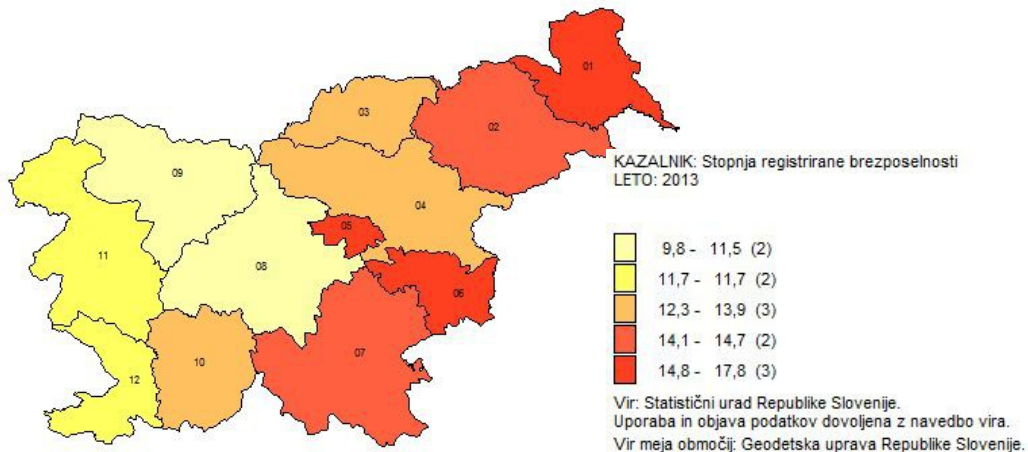 01
03
02
09
04
05
11
08
06
10
07
12
KAZALNIK: Stopnja registrirane brezposelnosti
LETO: 2013
9,8 - 11,5 (2)
11,7 - 11,7 (2)
12,3 - 13,9 (3)
14,1 - 14,7 (2)
14,8 - 17,8 (3)
Vir: Statistični urad Republike Slovenije.
Uporaba in objava podatkov dovoljena z navedbo vira.
Vir meja območij: Geodetska uprava Republike Slovenije.